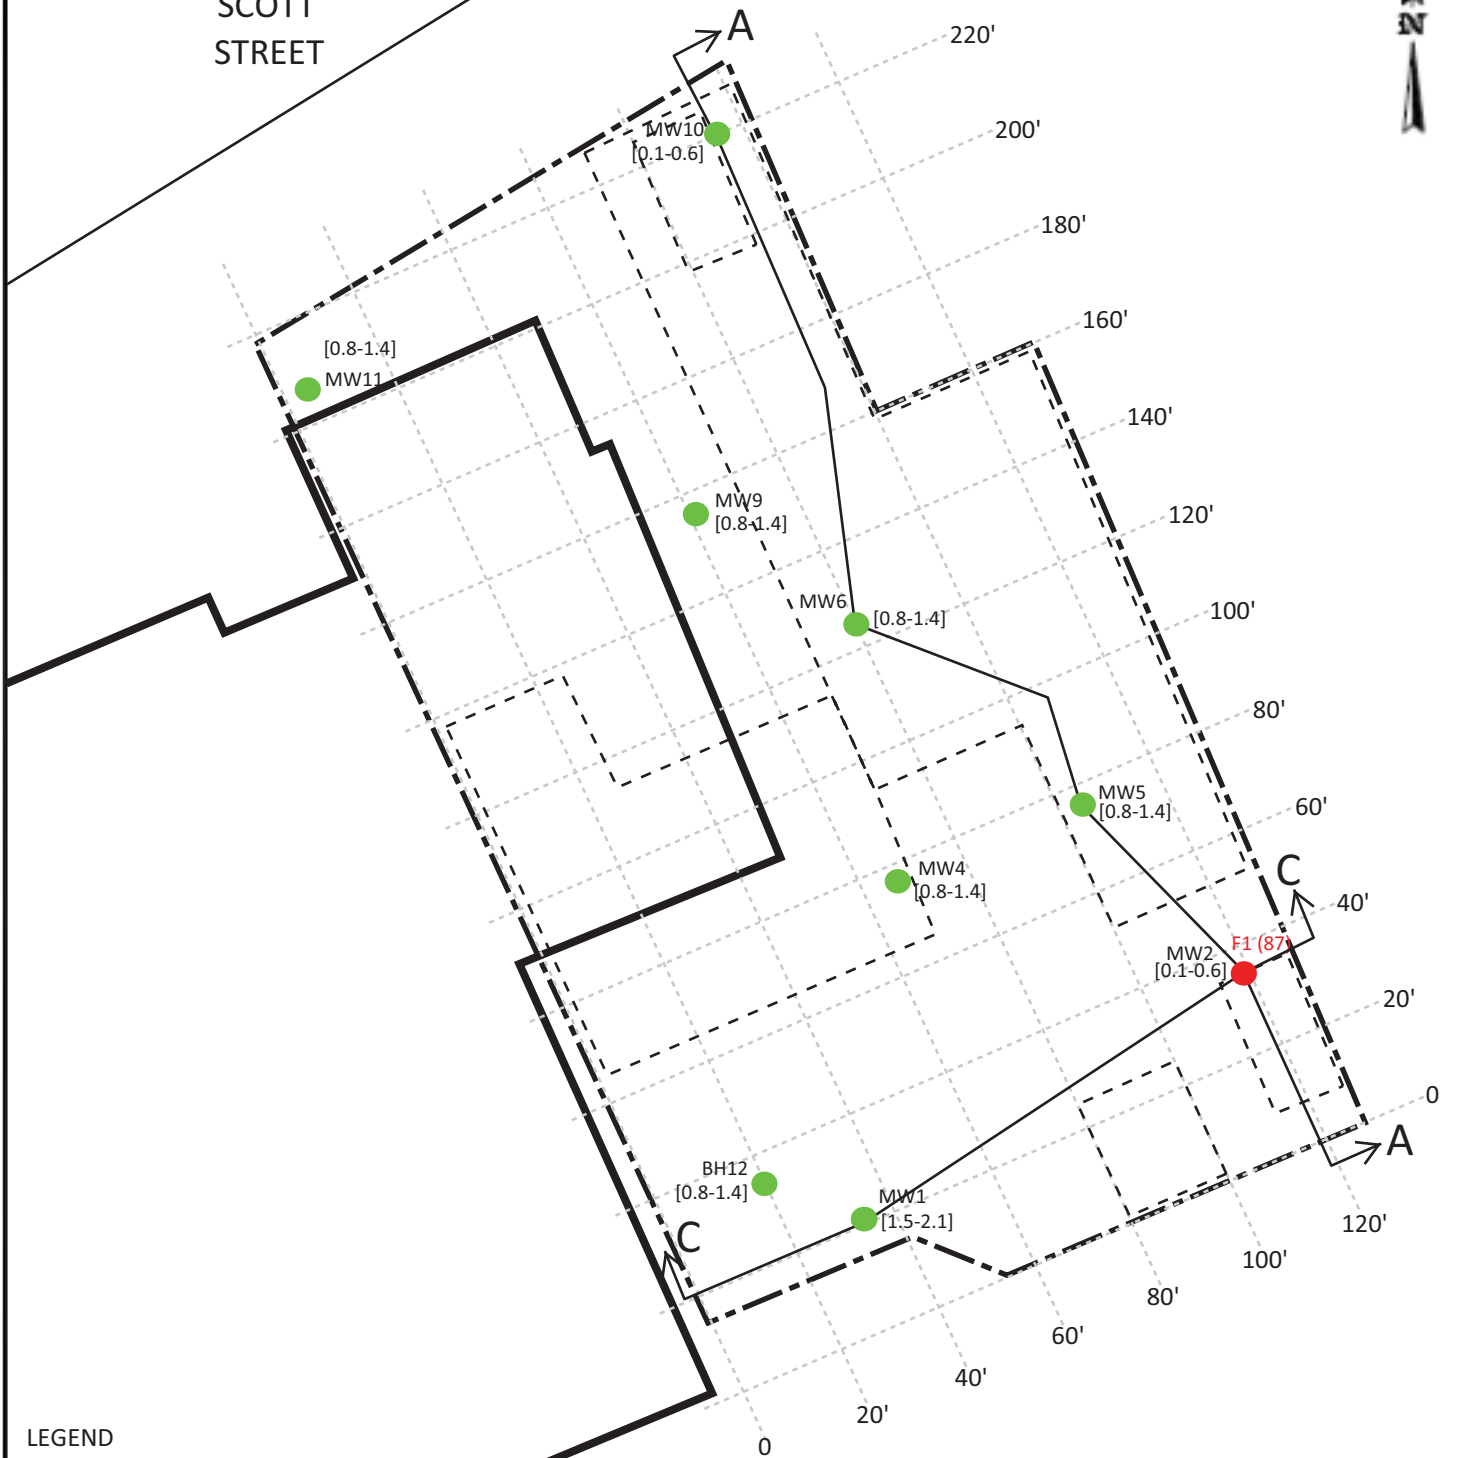 SCOTT
STREET
N
A
220'
200'
180'
160'
140'
120'
100'
80'
60'
40'
20'
0
MW10
[0.1-0.6]
[0.8-1.4]
MW11
MW9
[0.8-1.4]
MW6
[0.8-1.4]
MW5
[0.8-1.4]
MW4
[0.8-1.4]
C
F1 (87)
MW2
[0.1-0.6]
A
BH12
[0.8-1.4]
MW1
[1.5-2.1]
C
120'
100'
80'
60'
40'
20'
0
LEGEND